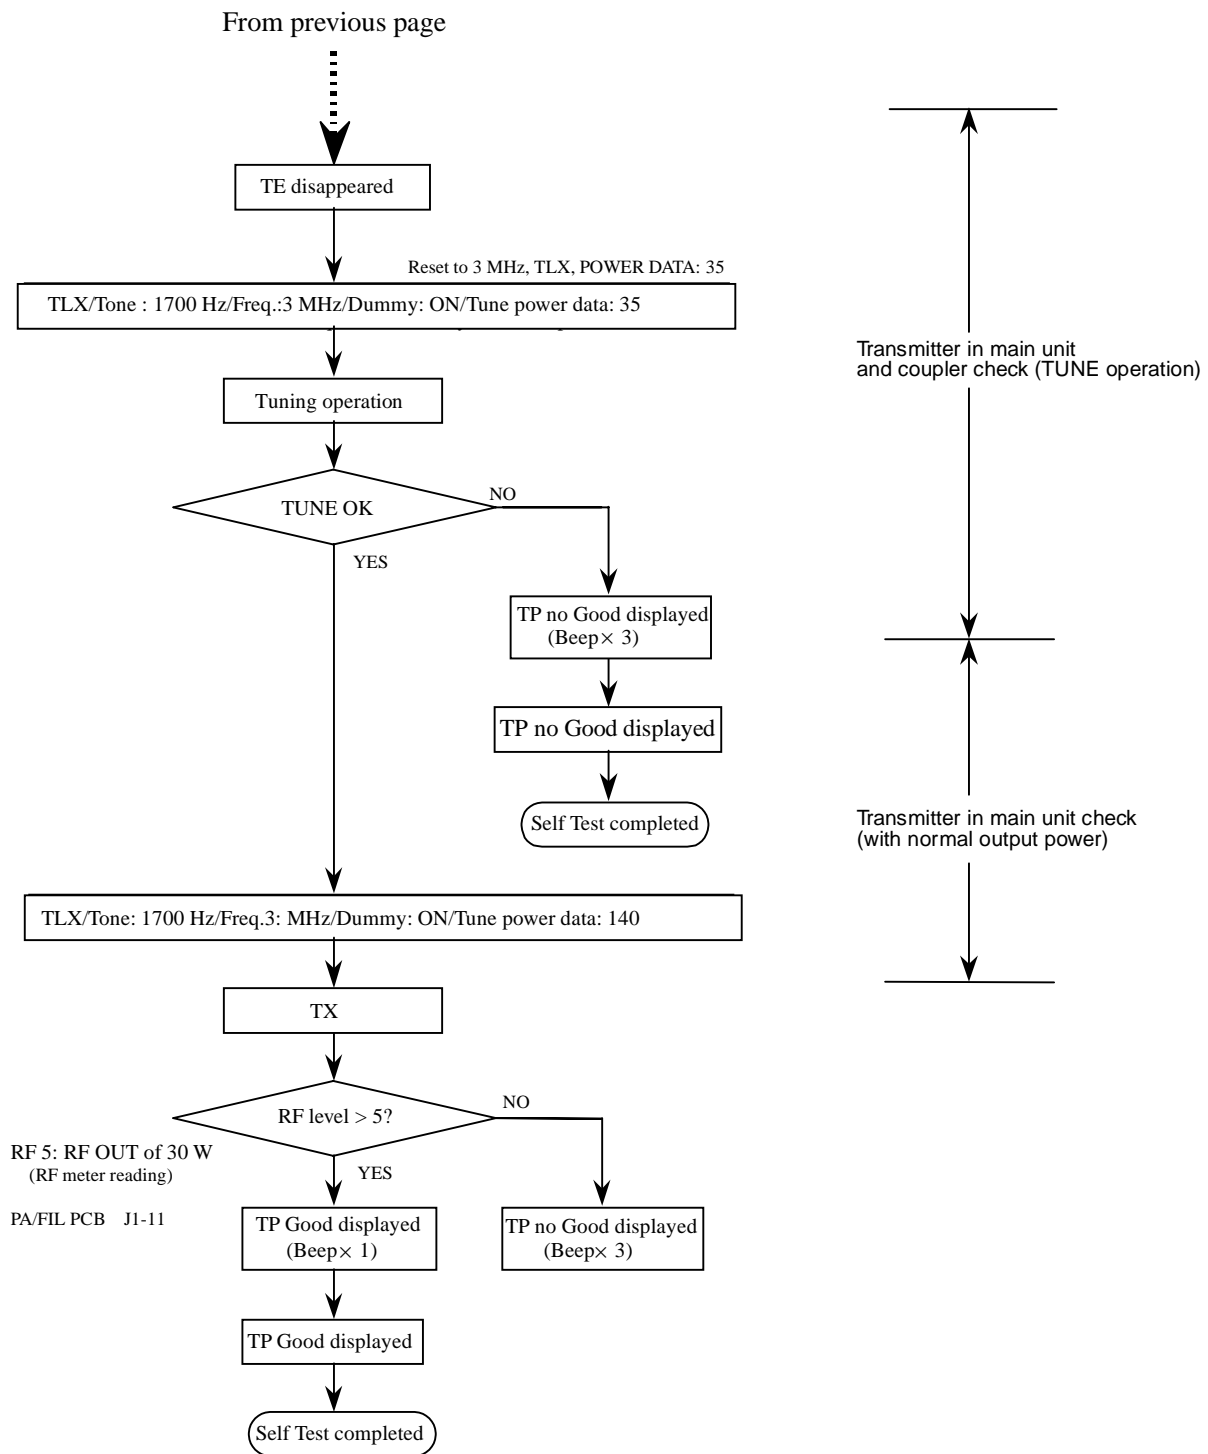 From previous page
TE disappeared
Reset to 3 MHz, TLX, POWER DATA: 35
TLX/Tone : 1700 Hz/Freq.:3 MHz/Dummy: ON/Tune power data: 35
Transmitter in main unit
and coupler check (TUNE operation)
Tuning operation
TUNE OK
NO
YES
TP no Good displayed
(Beep× 3)
TP no Good displayed
Self Test completed
Transmitter in main unit check
(with normal output power)
TLX/Tone: 1700 Hz/Freq.3: MHz/Dummy: ON/Tune power data: 140
TX
RF level > 5?
NO
YES
RF 5: RF OUT of 30 W
(RF meter reading)
PA/FIL PCB J1-11
TP Good displayed
(Beep× 1)
TP no Good displayed
(Beep× 3)
TP Good displayed
Self Test completed